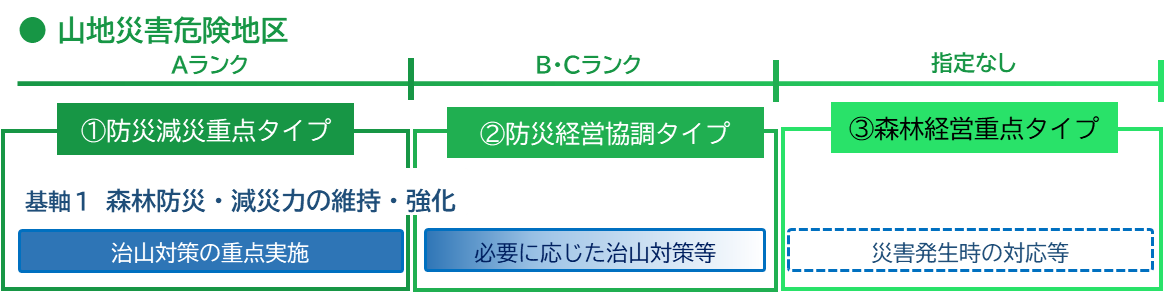 ● 山地災害危険地区
Aランク
B・Cランク
指定なし
①防災減災重点タイプ
②防災経営協調タイプ
③森林経営重点タイプ
基軸１ 森林防災・減災力の維持・強化
治山対策の重点実施
必要に応じた治山対策等
災害発生時の対応等